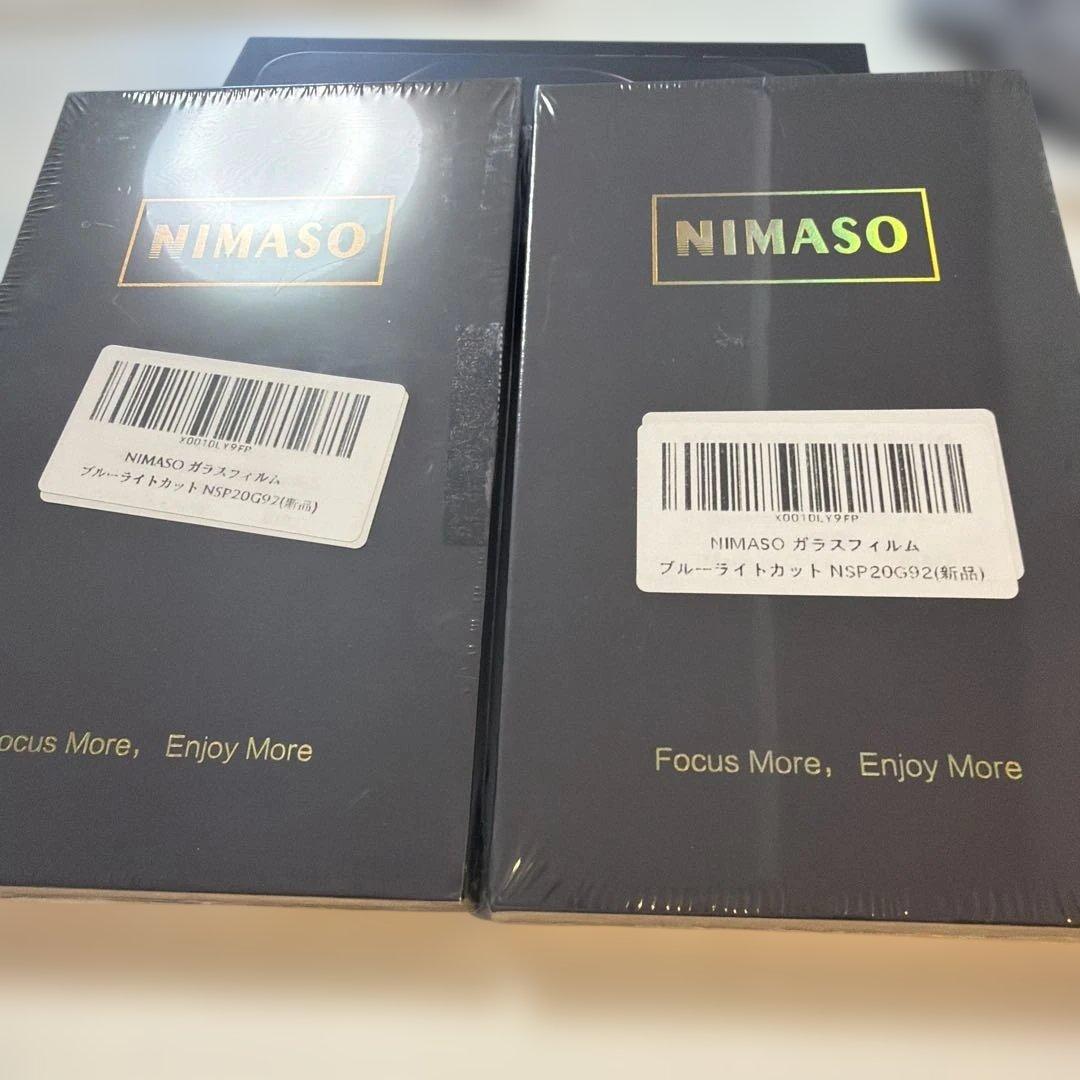 NIMASO
X001DLY9FP
NIMASO ガラスフィルム
ブルーライトカット NSP20G92(新品)
ocus More, Enjoy More
NIMASO
X001DLY9FP
NIMASO ガラスフィルム
ブルーライトカット NSP20G92(新品)
Focus More, Enjoy More